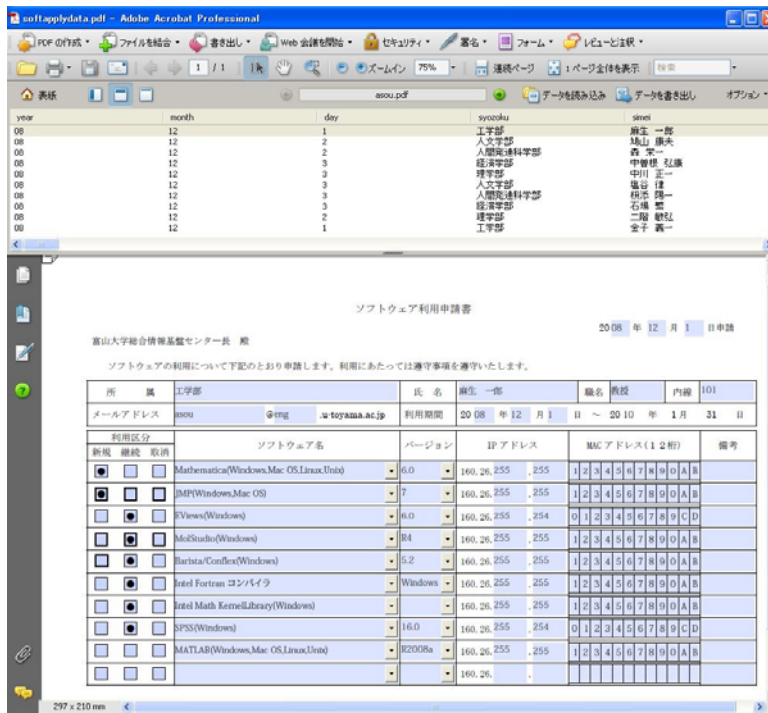 softapplydata.pdf - Adobe Acrobat Professional
PDF の作成 ファイルを結合 書き出し Web 会議を開始 セキュリティ 署名 フォーム レビューと注釈
1 / 1 ズームイン 75% 連続ページ 1 ページ全体を表示 検索
表紙 asou.pdf データを読み込み データを書き出し オプション
year month day syozoku simei
08 12 1 工学部 麻生 一郎
08 12 2 人文学部 鳩山 康夫
08 12 2 人間発達科学部 森 栄一
08 12 3 経済学部 中曽根 弘康
08 12 3 理学部 中川 正一
08 12 3 人文学部 塩谷 律
08 12 3 人間発達科学部 枡添 陽一
08 12 3 経済学部 石場 繁
08 12 2 理学部 二階 敏弘
08 12 1 工学部 金子 義一
ソフトウェア利用申請書
20 08 年 12 月 1 日申請
富山大学総合情報基盤センター長 殿
ソフトウェアの利用について下記のとおり申請します。利用にあたっては遵守事項を遵守いたします。
所 属 工学部 氏 名 麻生 一郎 職名 教授 内線 101
メールアドレス asou @eng .u-toyama.ac.jp 利用期間 20 08 年 12 月 1 日 ~ 20 10 年 1 月 31 日
利用区分 ソフトウェア名 バージョン IP アドレス MAC アドレス(12桁) 備考
新規 継続 取消
Mathematica(Windows,Mac OS,Linux,Unix) 6.0 160. 26. 255 . 255 1 2 3 4 5 6 7 8 9 0 A B
JMP(Windows,Mac OS) 7 160. 26. 255 . 255 1 2 3 4 5 6 7 8 9 0 A B
EViews(Windows) 6.0 160. 26. 255 . 254 0 1 2 3 4 5 6 7 8 9 C D
MolStudio(Windows) R4 160. 26. 255 . 255 1 2 3 4 5 6 7 8 9 0 A B
Barista/Conflex(Windows) 5.2 160. 26. 255 . 255 1 2 3 4 5 6 7 8 9 0 A B
Intel Fortran コンパイラ Windows 160. 26. 255 . 255 1 2 3 4 5 6 7 8 9 0 A B
Intel Math KernelLibrary(Windows) 160. 26. 255 . 255 1 2 3 4 5 6 7 8 9 0 A B
SPSS(Windows) 16.0 160. 26. 255 . 254 0 1 2 3 4 5 6 7 8 9 C D
MATLAB(Windows,Mac OS,Linux,Unix) R2008a 160. 26. 255 . 255 1 2 3 4 5 6 7 8 9 0 A B
160. 26. .
297 x 210 mm